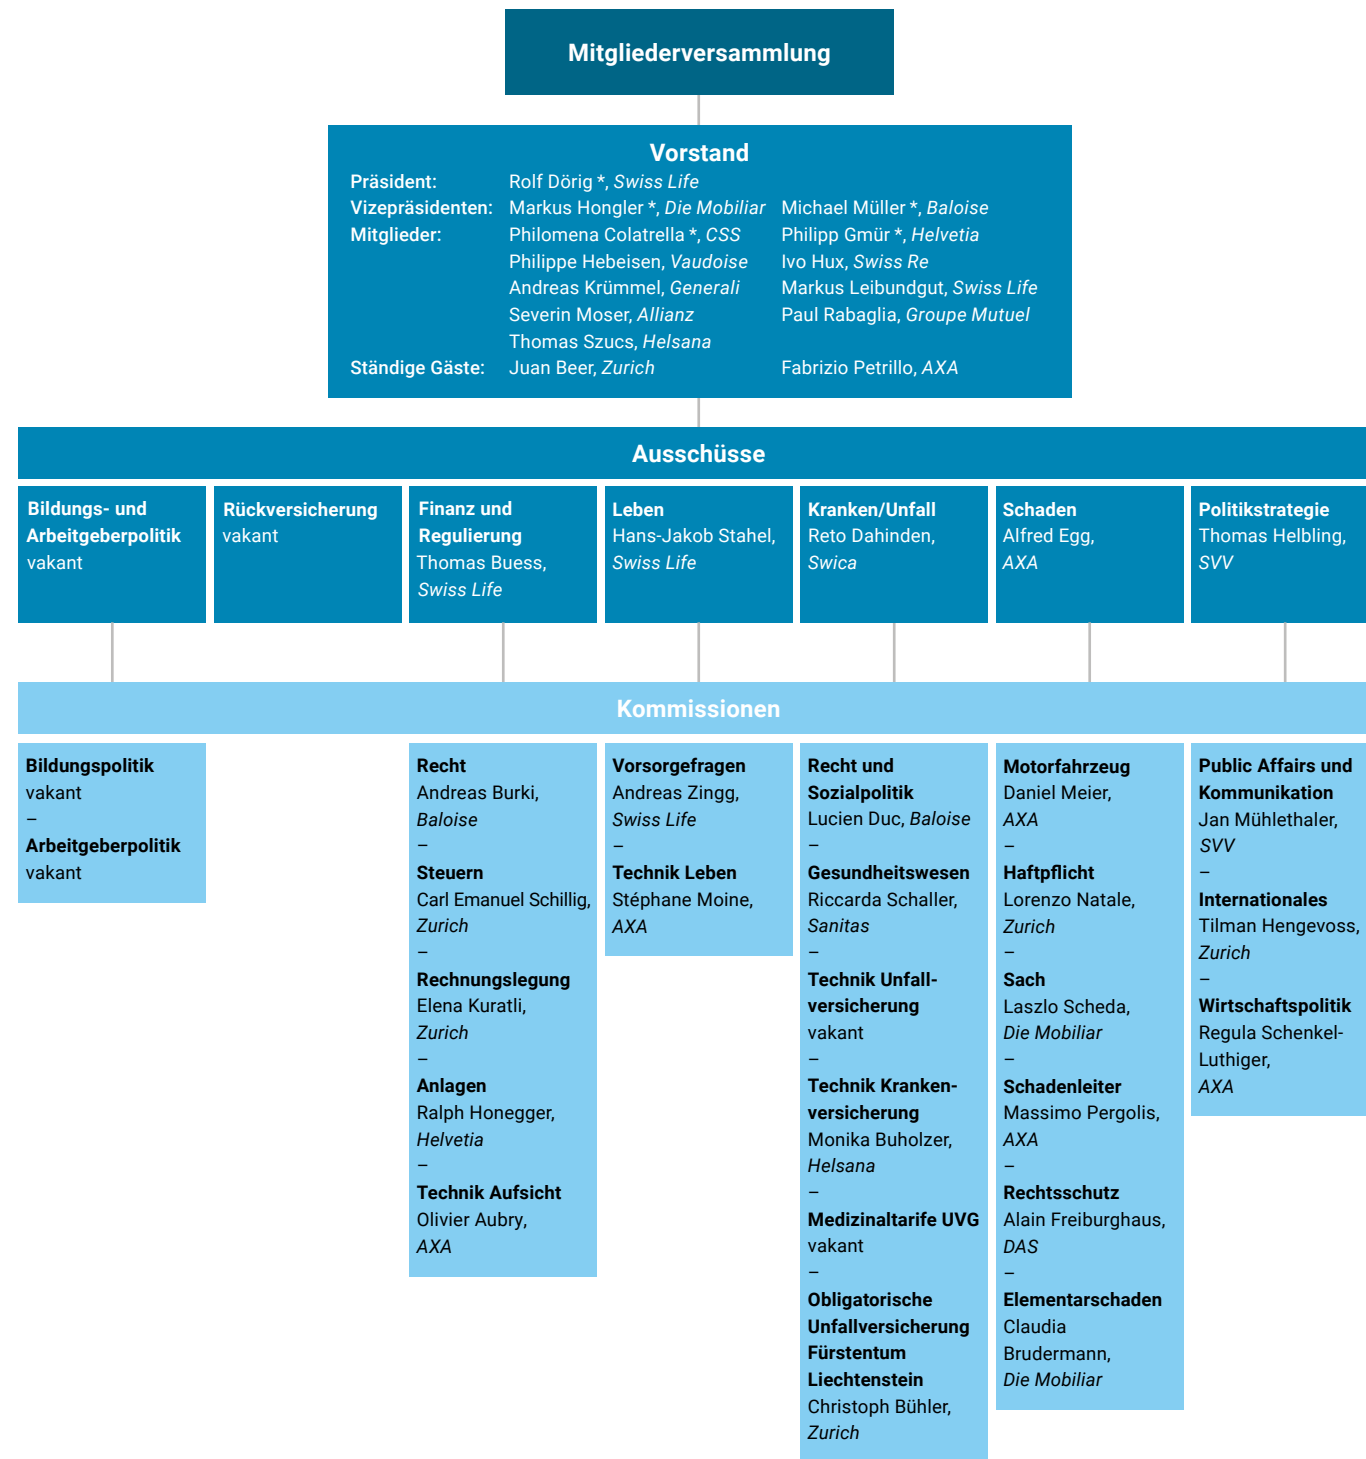 Mitgliederversammlung
Vorstand
Präsident: Rolf Dörig *, Swiss Life
Vizepräsidenten: Markus Hongler *, Die Mobiliar Michael Müller *, Baloise
Mitglieder: Philomena Colatrella *, CSS Philipp Gmür *, Helvetia
Philippe Hebeisen, Vaudoise Ivo Hux, Swiss Re
Andreas Krümmel, Generali Markus Leibundgut, Swiss Life
Severin Moser, Allianz Paul Rabaglia, Groupe Mutuel
Thomas Szucs, Helsana
Ständige Gäste: Juan Beer, Zurich Fabrizio Petrillo, AXA
Ausschüsse
Bildungs- und
Arbeitgeberpolitik
vakant
Rückversicherung
vakant
Finanz und
Regulierung
Thomas Buess,
Swiss Life
Leben
Hans-Jakob Stahel,
Swiss Life
Kranken/Unfall
Reto Dahinden,
Swica
Schaden
Alfred Egg,
AXA
Politikstrategie
Thomas Helbling,
SVV
Kommissionen
Bildungspolitik
vakant
–
Arbeitgeberpolitik
vakant
Recht
Andreas Burki,
Baloise
–
Steuern
Carl Emanuel Schillig,
Zurich
–
Rechnungslegung
Elena Kuratli,
Zurich
–
Anlagen
Ralph Honegger,
Helvetia
–
Technik Aufsicht
Olivier Aubry,
AXA
Vorsorgefragen
Andreas Zingg,
Swiss Life
–
Technik Leben
Stéphane Moine,
AXA
Recht und
Sozialpolitik
Lucien Duc, Baloise
–
Gesundheitswesen
Riccarda Schaller,
Sanitas
–
Technik Unfall-
versicherung
vakant
–
Technik Kranken-
versicherung
Monika Buholzer,
Helsana
–
Medizinaltarife UVG
vakant
–
Obligatorische
Unfallversicherung
Fürstentum
Liechtenstein
Christoph Bühler,
Zurich
Motorfahrzeug
Daniel Meier,
AXA
–
Haftpflicht
Lorenzo Natale,
Zurich
–
Sach
Laszlo Scheda,
Die Mobiliar
–
Schadenleiter
Massimo Pergolis,
AXA
–
Rechtsschutz
Alain Freiburghaus,
DAS
–
Elementarschaden
Claudia
Brudermann,
Die Mobiliar
Public Affairs und
Kommunikation
Jan Mühlethaler,
SVV
–
Internationales
Tilman Hengevoss,
Zurich
–
Wirtschaftspolitik
Regula Schenkel-
Luthiger,
AXA